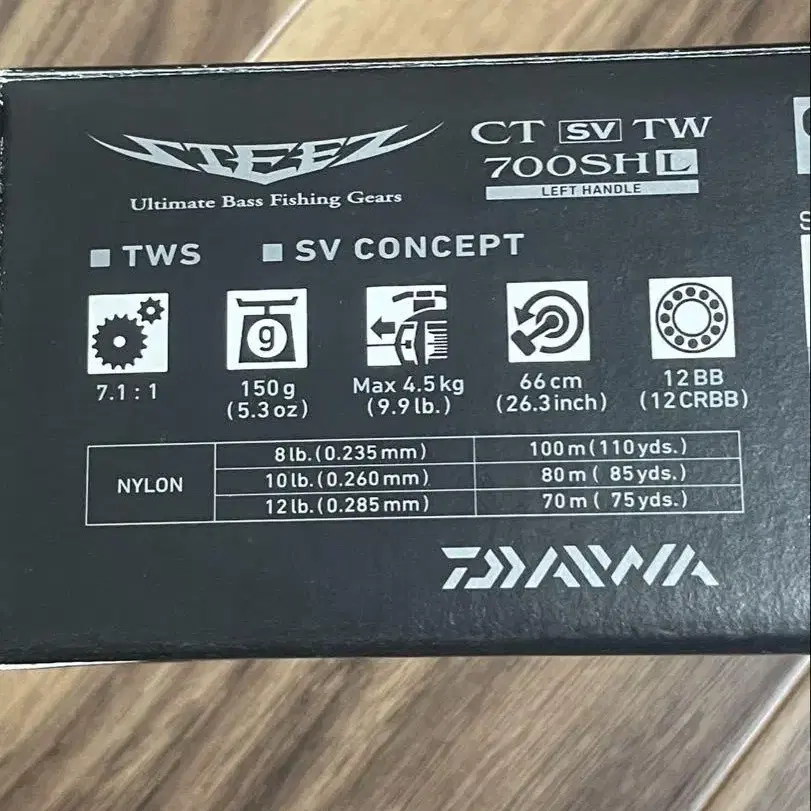 STEEZ
Ultimate Bass Fishing Gears
CT SV TW
700SHL
LEFT HANDLE
TWS
SV CONCEPT
g
7.1 : 1
150 g
(5.3 oz)
Max 4.5 kg
(9.9 lb.)
66 cm
(26.3 inch)
12 BB
(12 CRBB)
NYLON
8 lb. (0.235 mm) 100 m (110 yds.)
10 lb. (0.260 mm) 80 m ( 85 yds.)
12 lb. (0.285 mm) 70 m ( 75 yds.)
DAIWA